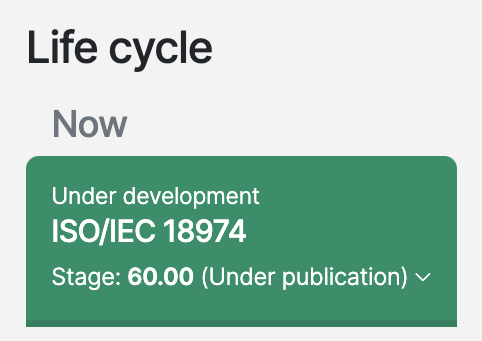 Life cycle
Now
Under development
ISO/IEC 18974
Stage: 60.00 (Under publication)